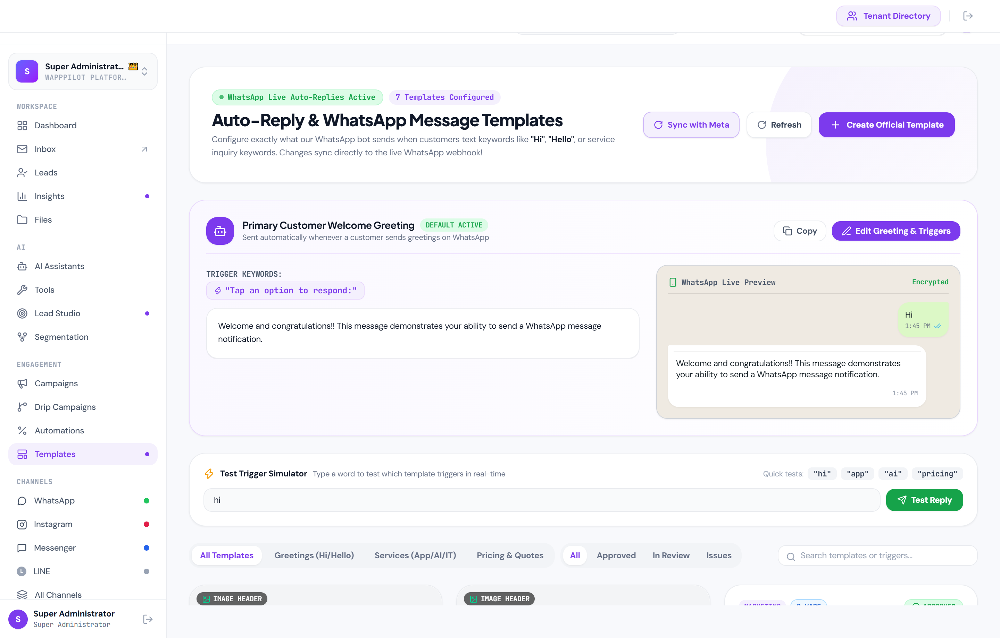 Tenant Directory
S
Super Administrat...
WAPPPILOT PLATFOR...
WORKSPACE
Dashboard
Inbox
Leads
Insights
Files
AI
AI Assistants
Tools
Lead Studio
Segmentation
ENGAGEMENT
Campaigns
Drip Campaigns
Automations
Templates
CHANNELS
WhatsApp
Instagram
Messenger
L LINE
All Channels
S
Super Administrator
Super Administrator
WhatsApp Live Auto-Replies Active
7 Templates Configured
Auto-Reply & WhatsApp Message Templates
Configure exactly what our WhatsApp bot sends when customers text keywords like "Hi", "Hello", or service
inquiry keywords. Changes sync directly to the live WhatsApp webhook!
Sync with Meta
Refresh
Create Official Template
Primary Customer Welcome Greeting
DEFAULT ACTIVE
Sent automatically whenever a customer sends greetings on WhatsApp
Copy
Edit Greeting & Triggers
TRIGGER KEYWORDS:
"Tap an option to respond:"
Welcome and congratulations!! This message demonstrates your ability to send a WhatsApp message
notification.
WhatsApp Live Preview
Encrypted
Hi
1:45 PM
Welcome and congratulations!! This message demonstrates
your ability to send a WhatsApp message notification.
1:45 PM
Test Trigger Simulator
Type a word to test which template triggers in real-time
Quick tests: "hi" "app" "ai" "pricing"
hi
Test Reply
All Templates
Greetings (Hi/Hello)
Services (App/AI/IT)
Pricing & Quotes
All
Approved
In Review
Issues
Search templates or triggers...
IMAGE HEADER
IMAGE HEADER
MARKETING
APPROVED